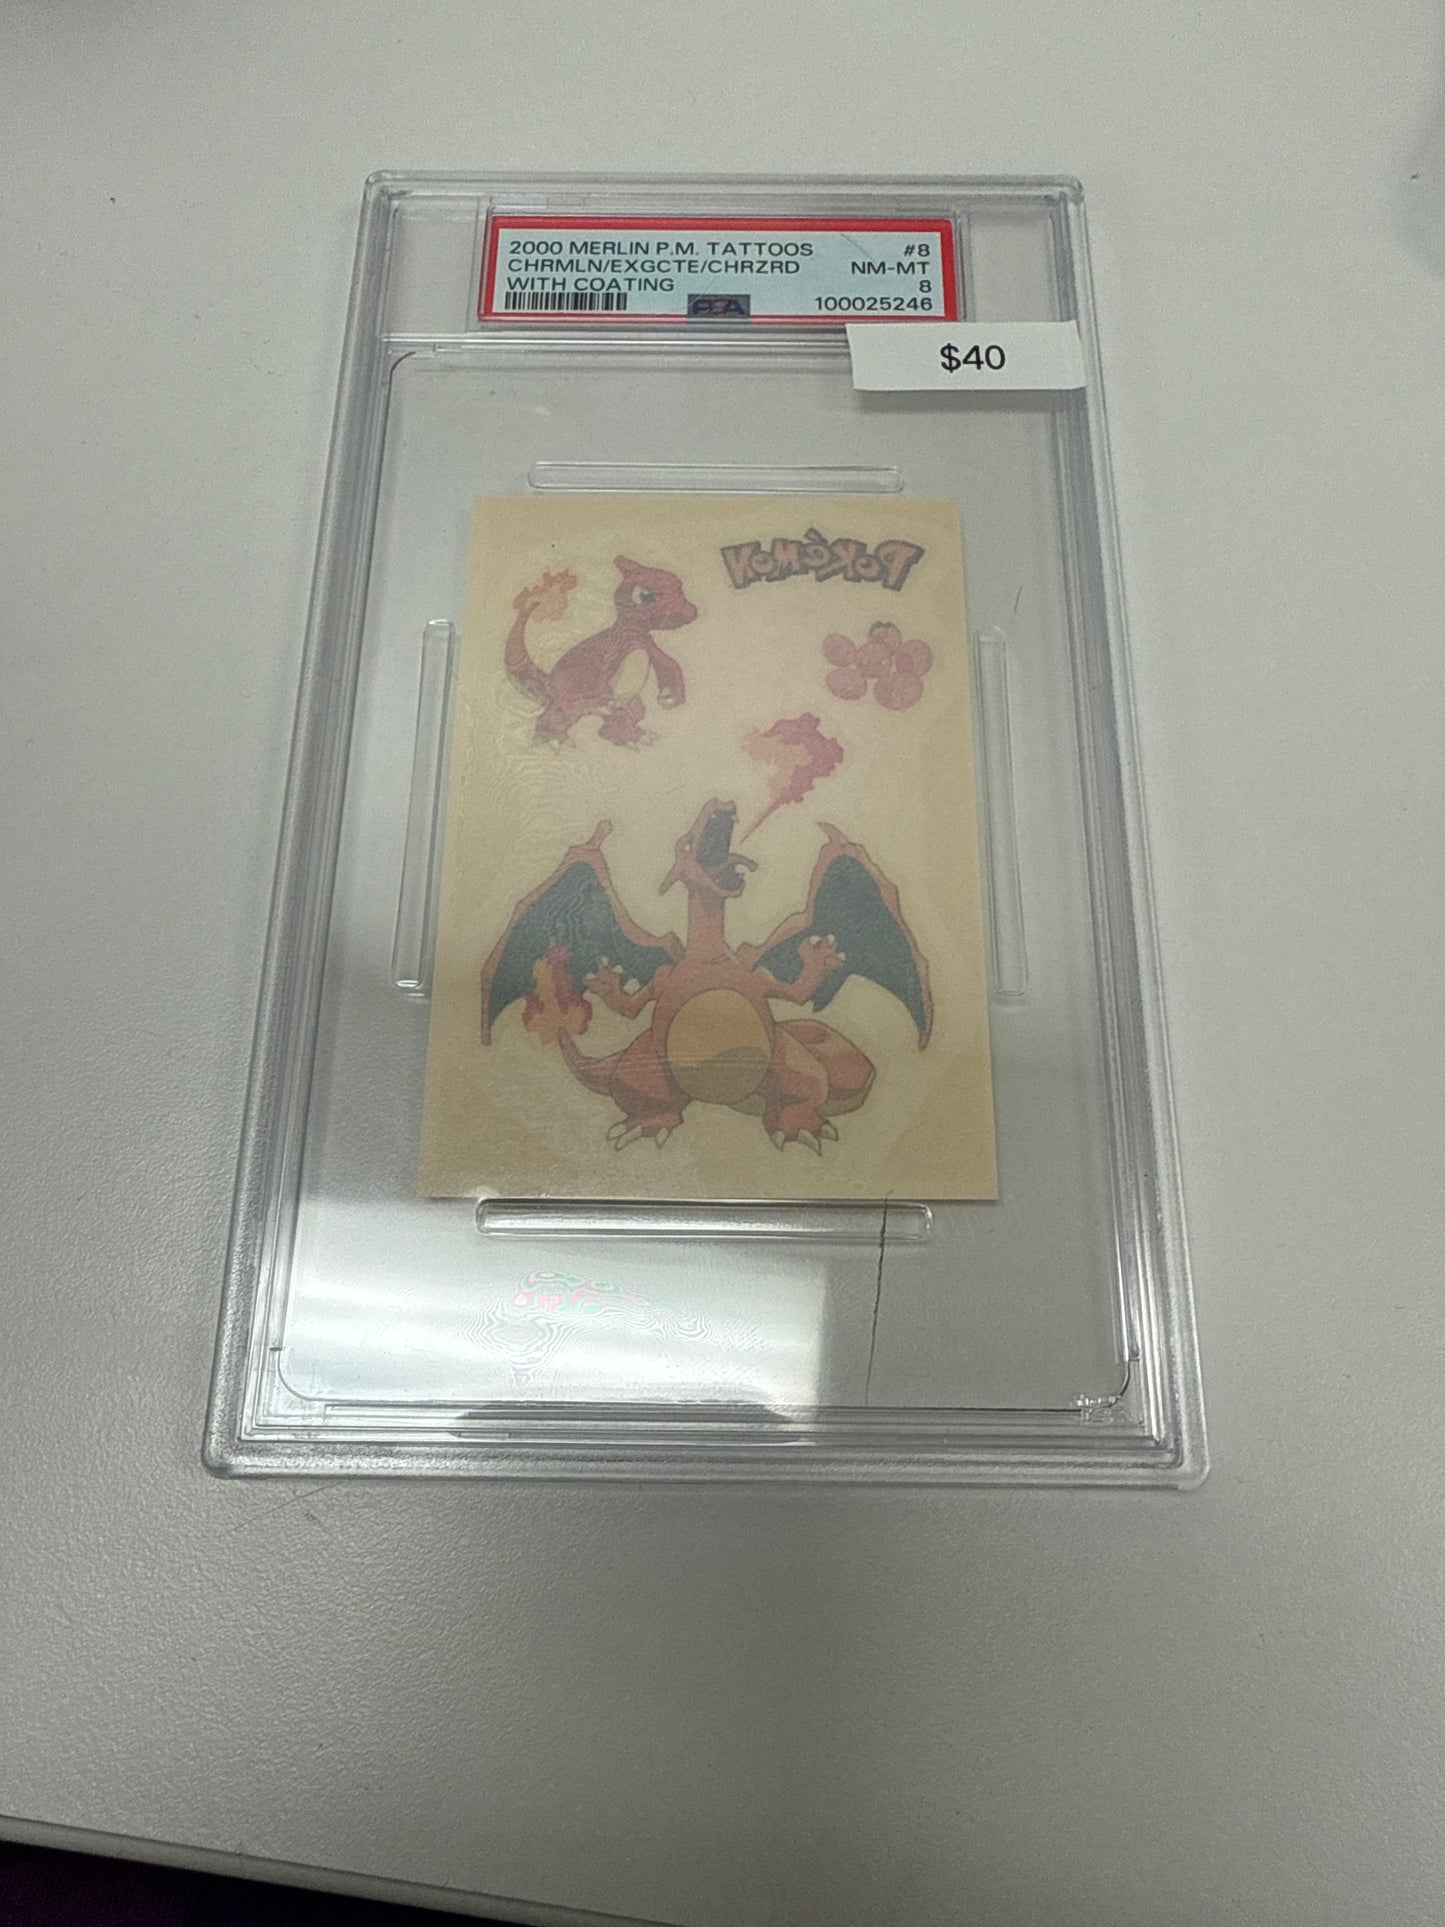 2000 MERLIN P.M. TATTOOS #8
CHRMLN/EXGCTE/CHRZRD NM-MT
WITH COATING 8
PSA 100025246
$40
POKéMON